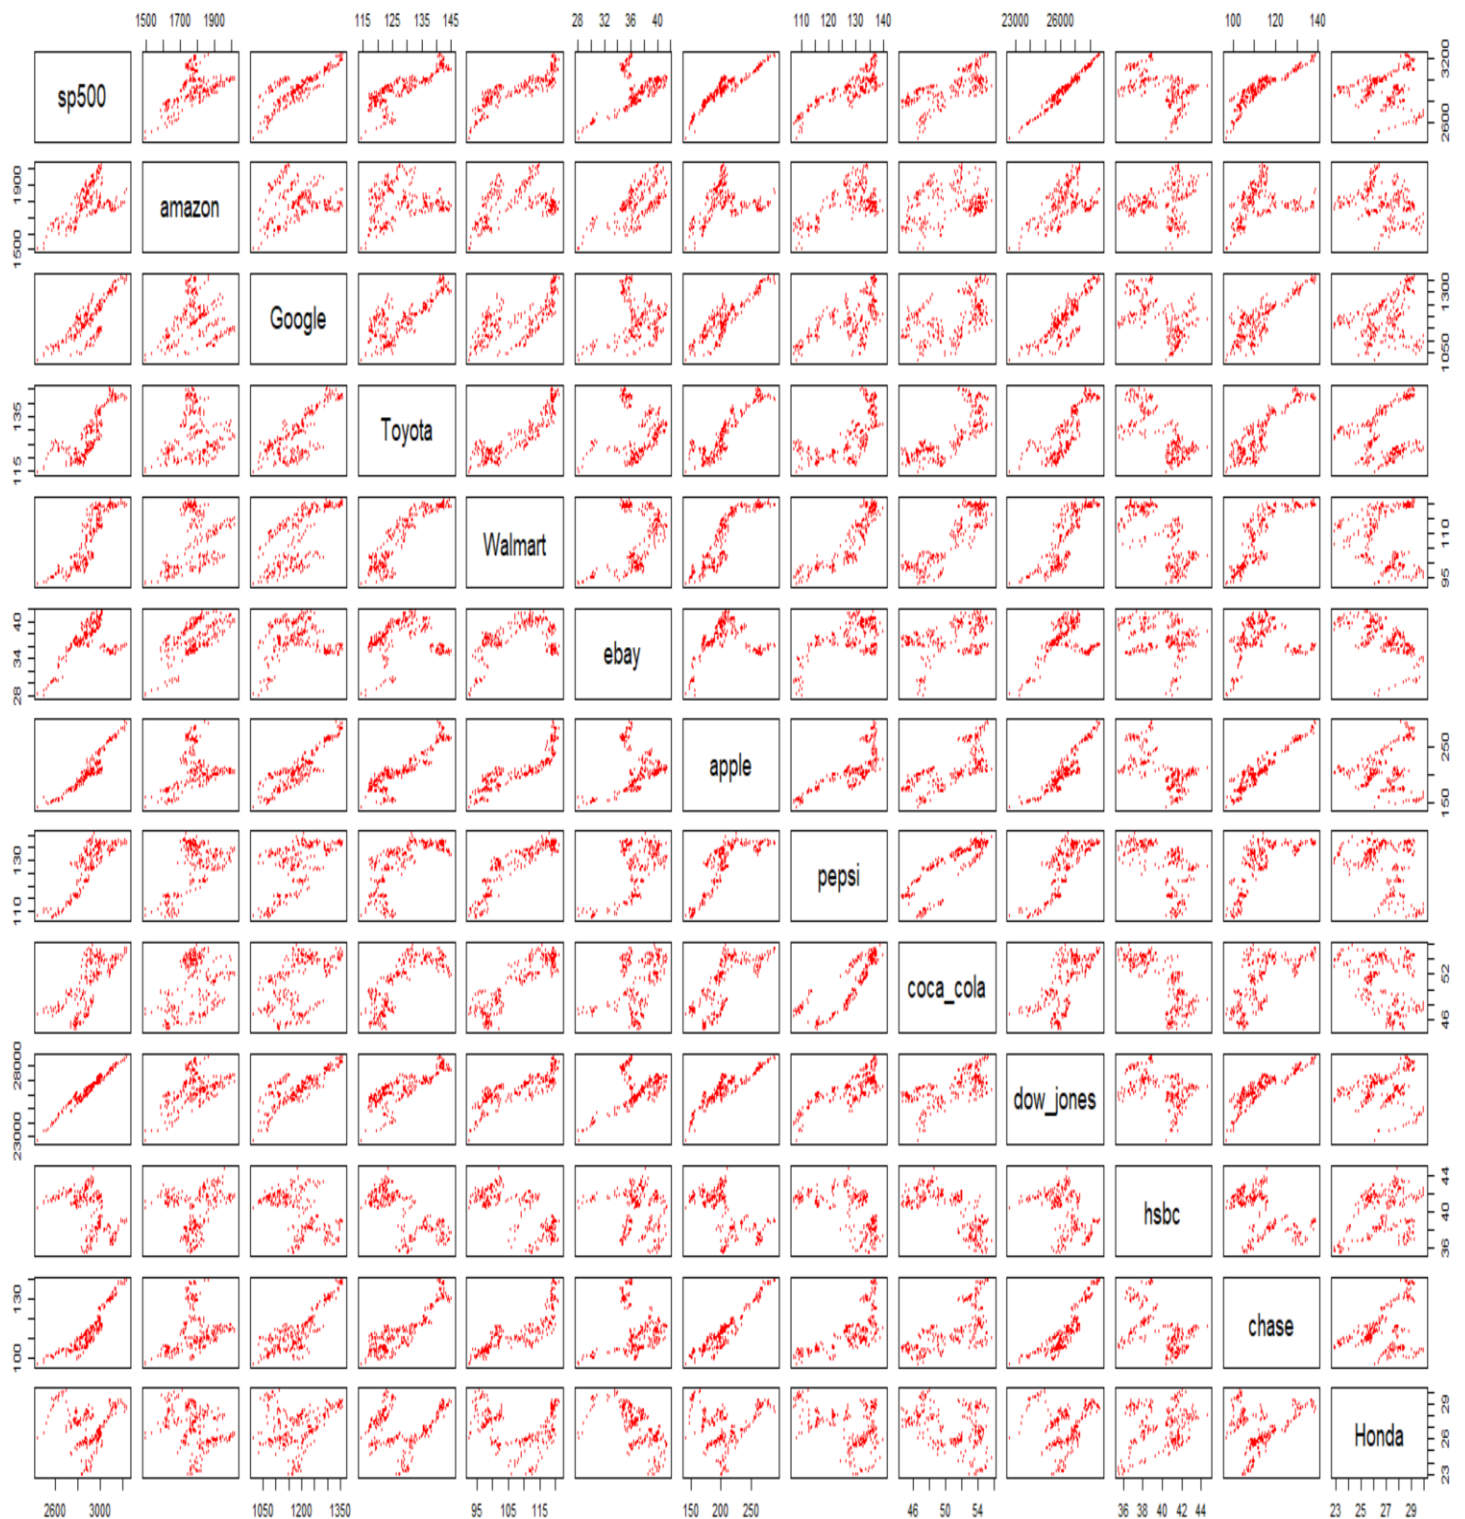 1500 1700 1900 115 125 135 145 28 32 36 40 110 120 130 140 23000 26000 100 120 140
sp500
2600 3200
1500 1900
amazon
Google
1050 1300
115 135
Toyota
Walmart
95 110
28 34 40
ebay
apple
150 250
110 130
pepsi
coca_cola
46 52
23000 28000
dow_jones
hsbc
36 40 44
100 130
chase
Honda
23 26 29
2600 3000 1050 1200 1350 95 105 115 150 200 250 46 50 54 36 38 40 42 44 23 25 27 29